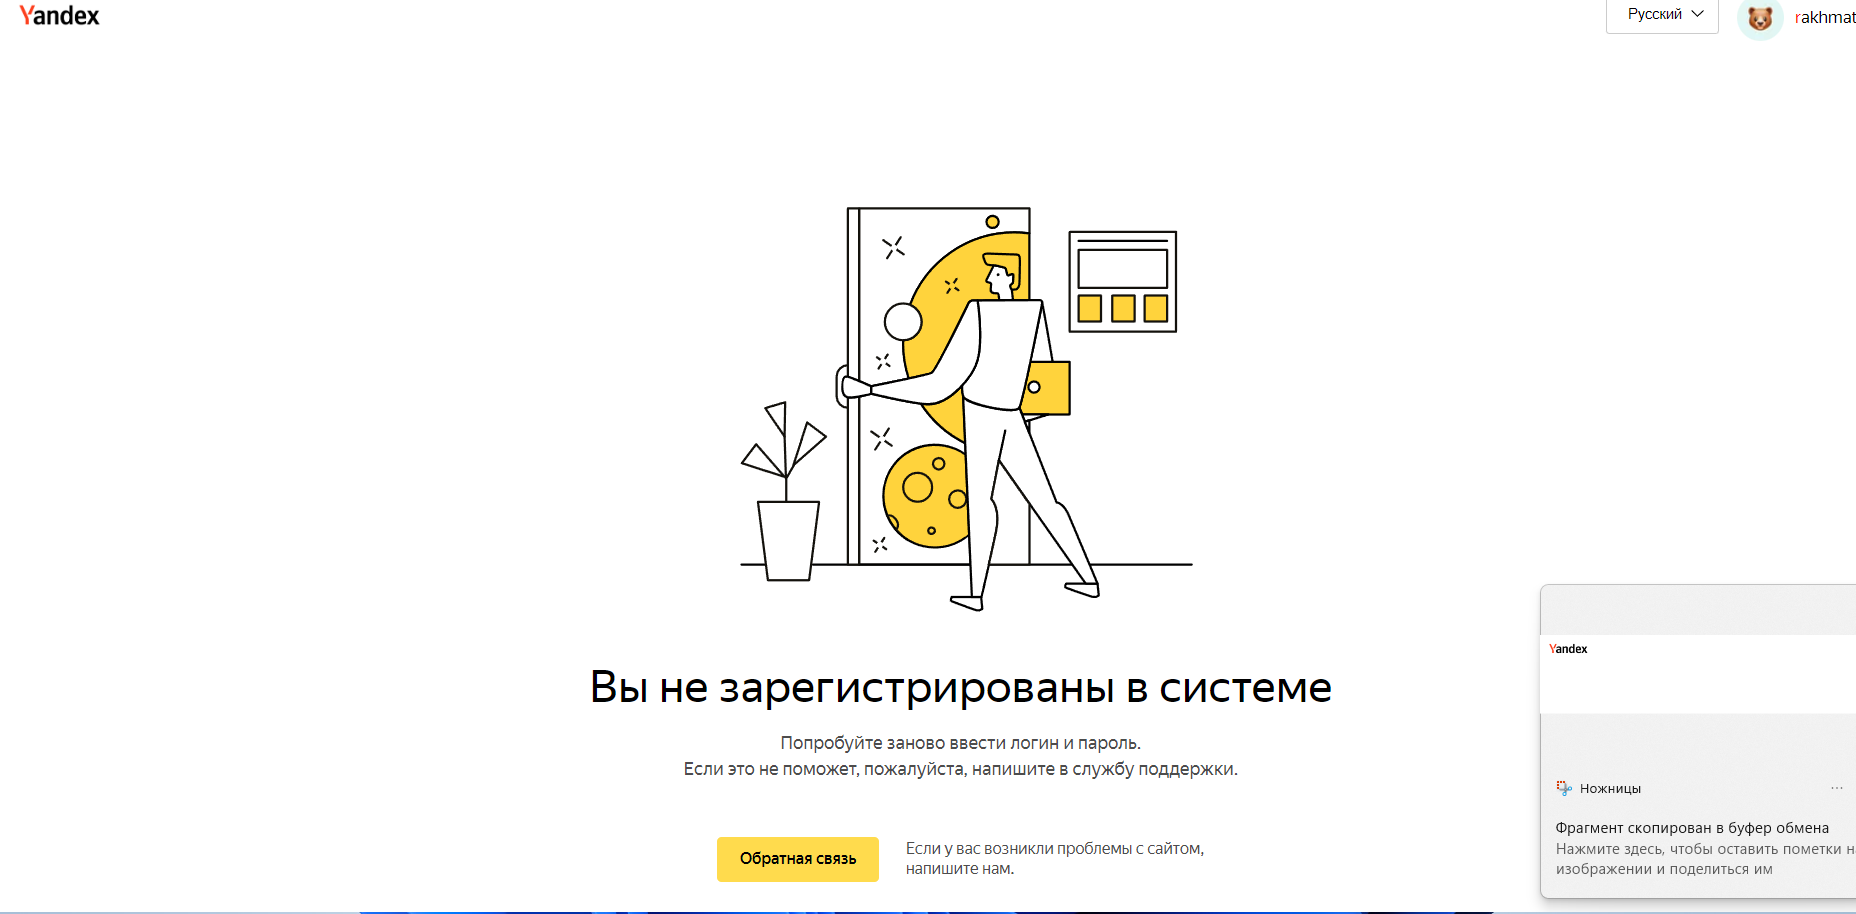 Yandex
Русский
rakhmat
Вы не зарегистрированы в системе
Попробуйте заново ввести логин и пароль.
Если это не поможет, пожалуйста, напишите в службу поддержки.
Обратная связь
Если у вас возникли проблемы с сайтом,
напишите нам.
Yandex
Ножницы
Фрагмент скопирован в буфер обмена
Нажмите здесь, чтобы оставить пометки
изображении и поделиться им